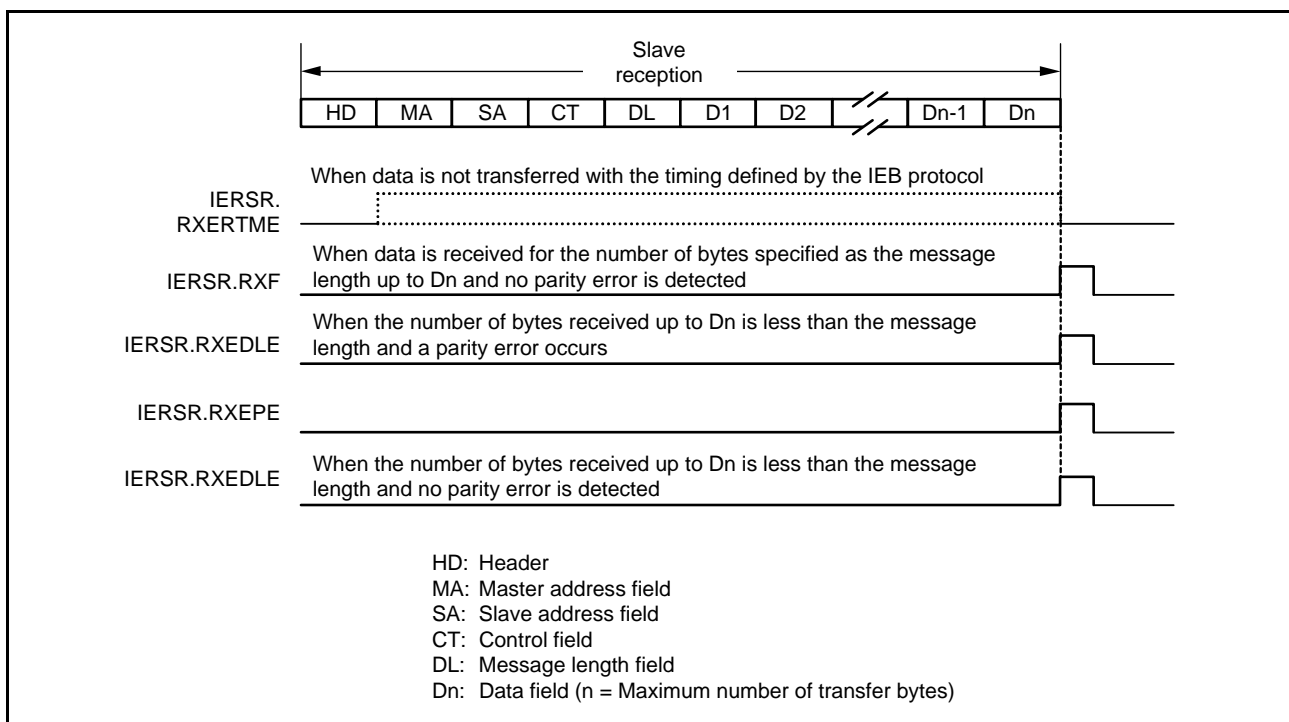 Slave
reception
HD MA SA CT DL D1 D2 Dn-1 Dn
When data is not transferred with the timing defined by the IEB protocol
IERSR.
RXERTME
When data is received for the number of bytes specified as the message
length up to Dn and no parity error is detected
IERSR.RXF
When the number of bytes received up to Dn is less than the message
length and a parity error occurs
IERSR.RXEDLE
IERSR.RXEPE
When the number of bytes received up to Dn is less than the message
length and no parity error is detected
IERSR.RXEDLE
HD: Header
MA: Master address field
SA: Slave address field
CT: Control field
DL: Message length field
Dn: Data field (n = Maximum number of transfer bytes)